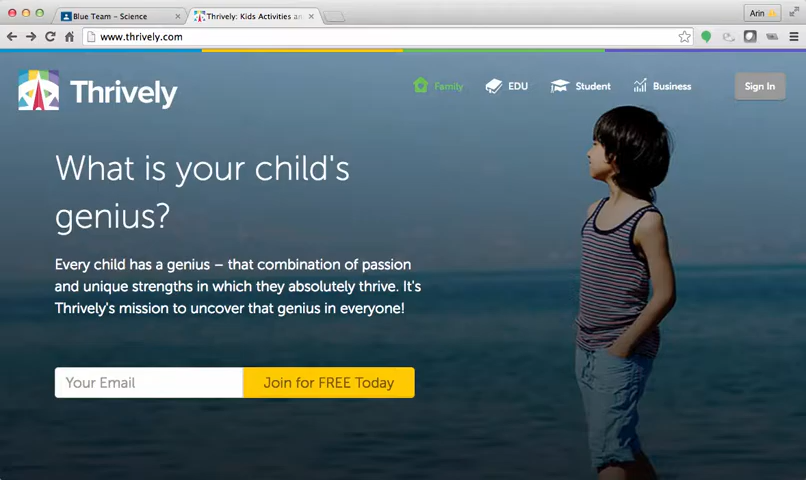 Blue Team - Science
Thrively: Kids Activities an
Arin
www.thrively.com
Thrively
Family
EDU
Student
Business
Sign In
What is your child's
genius?
Every child has a genius – that combination of passion
and unique strengths in which they absolutely thrive. It's
Thrively's mission to uncover that genius in everyone!
Your Email
Join for FREE Today